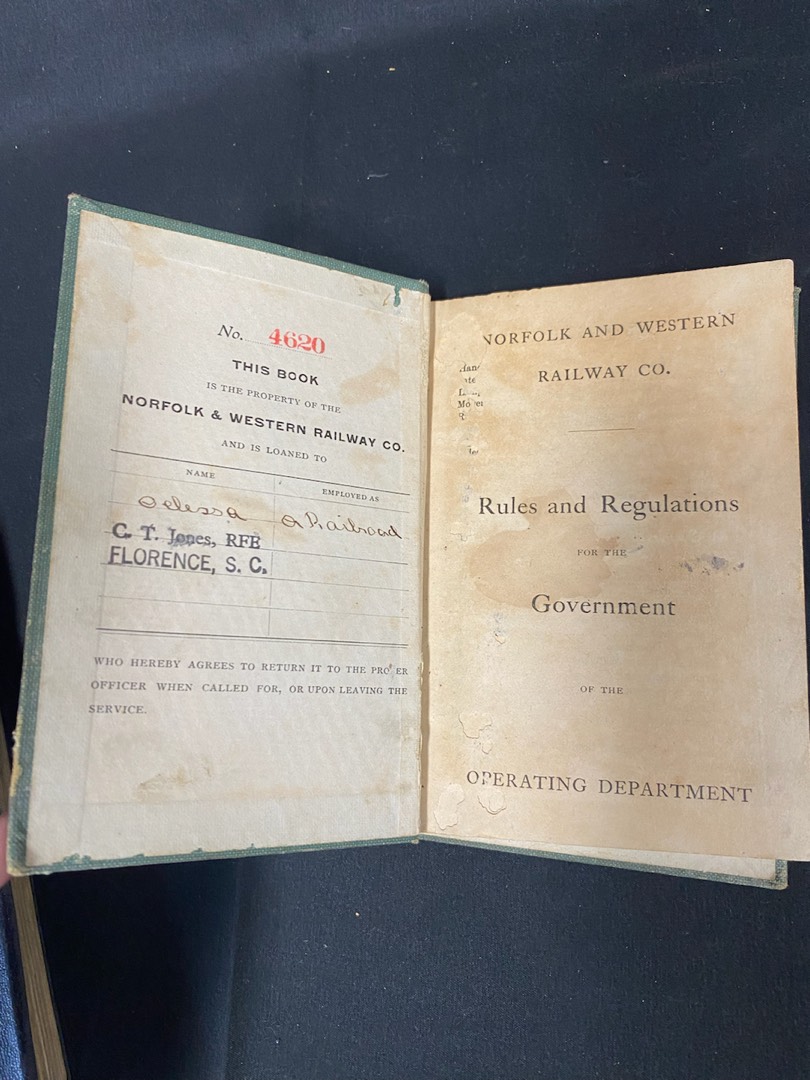 No. 4620
THIS BOOK
IS THE PROPERTY OF THE
NORFOLK & WESTERN RAILWAY CO.
AND IS LOANED TO
NAME
EMPLOYED AS
Odessa
a Railroad
C. T. Jones, RFE
FLORENCE, S. C.
WHO HEREBY AGREES TO RETURN IT TO THE PROPER
OFFICER WHEN CALLED FOR, OR UPON LEAVING THE
SERVICE.
NORFOLK AND WESTERN
RAILWAY CO.
Rules and Regulations
FOR THE
Government
OF THE
OPERATING DEPARTMENT